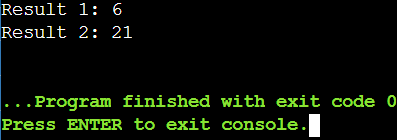 Result 1: 6
Result 2: 21
...Program finished with exit code 0
Press ENTER to exit console.